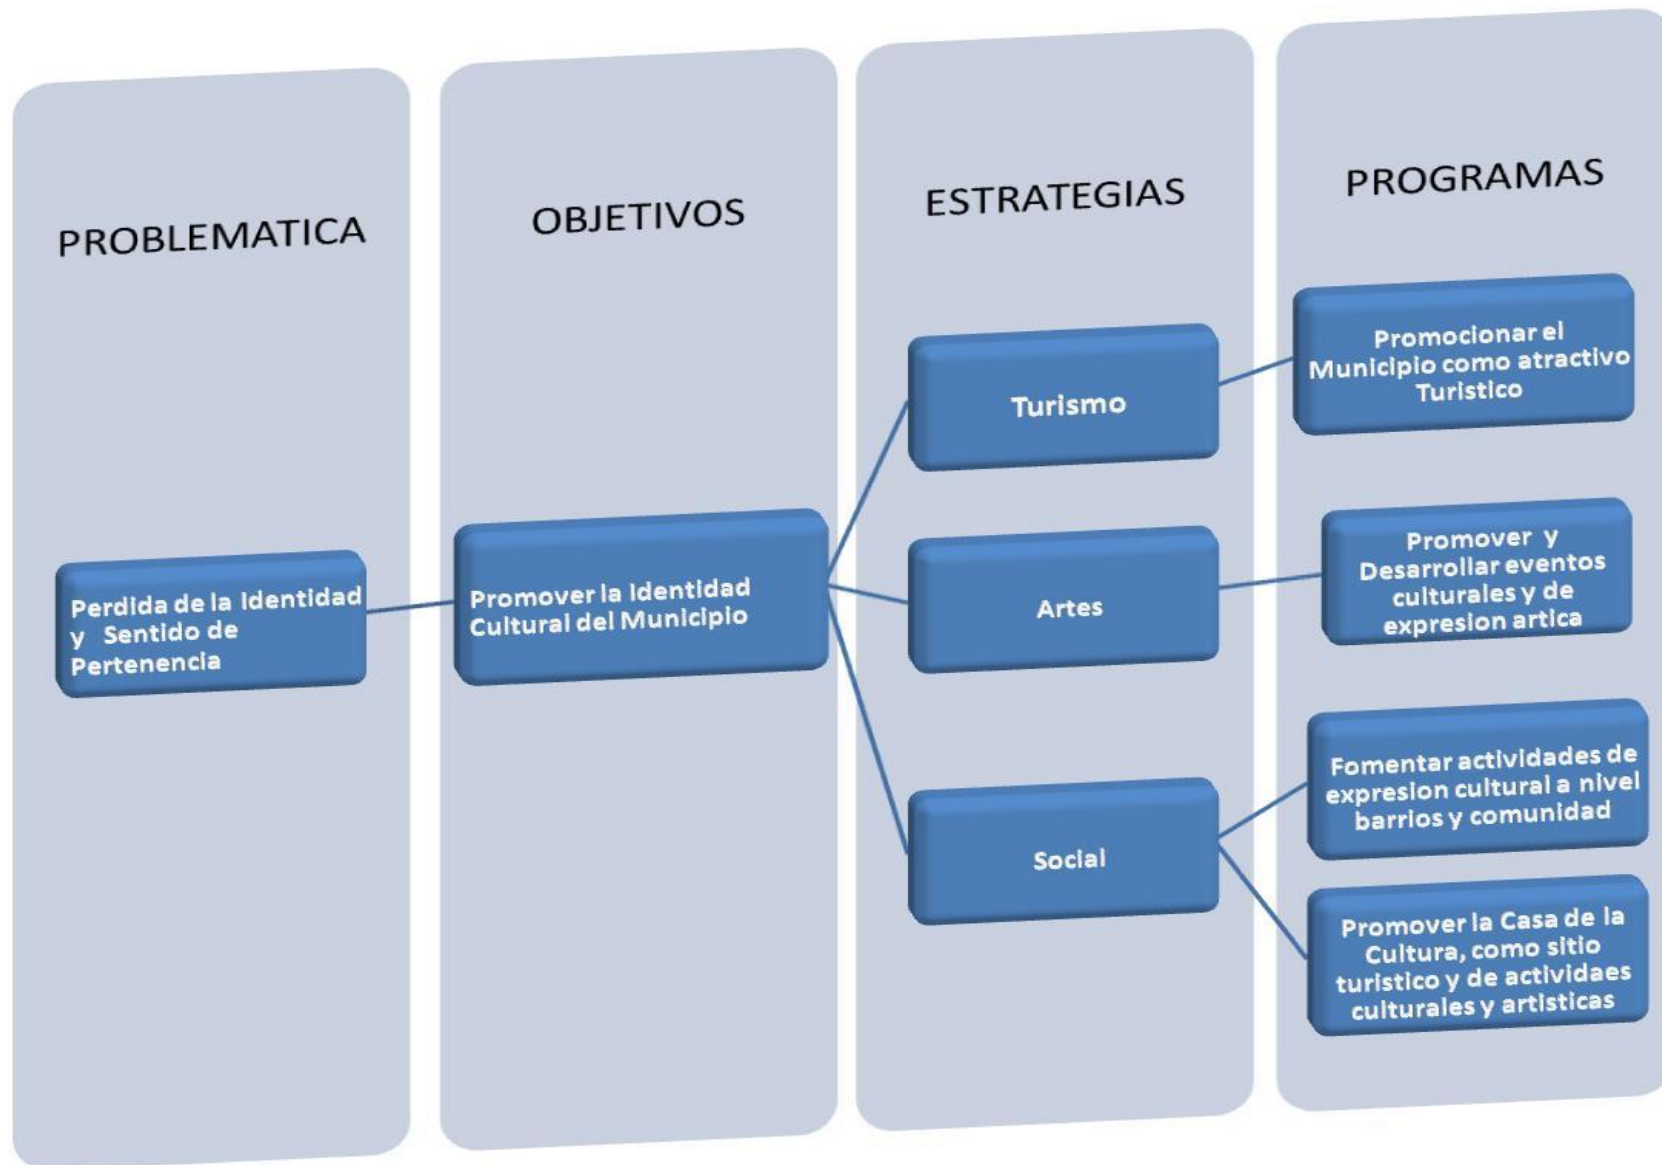 PROBLEMATICA
OBJETIVOS
ESTRATEGIAS
PROGRAMAS
Perdida de la Identidad
y Sentido de
Pertenencia
Promover la Identidad
Cultural del Municipio
Turismo
Artes
Social
Promocionar el
Municipio como atractivo
Turistico
Promover y
Desarrollar eventos
culturales y de
expresion artica
Fomentar actividades de
expresion cultural a nivel
barrios y comunidad
Promover la Casa de la
Cultura, como sitio
turistico y de actividaes
culturales y artisticas